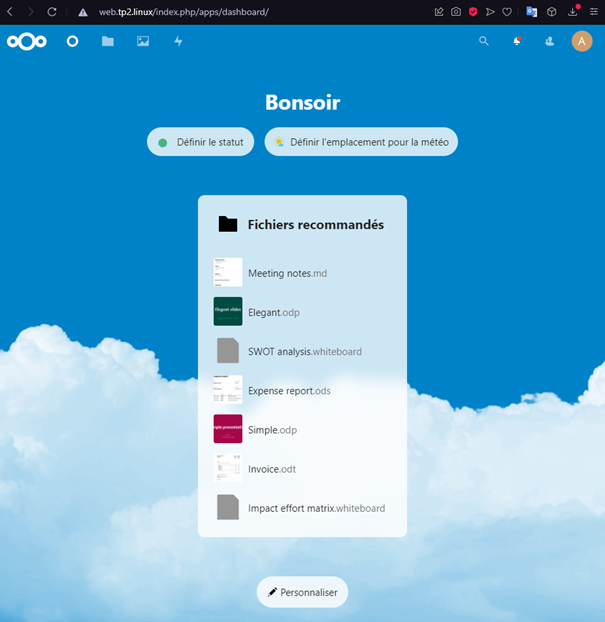 web.tp2.linux/index.php/apps/dashboard/
A
Bonsoir
Définir le statut
Définir l'emplacement pour la météo
Fichiers recommandés
Meeting notes.md
Elegant slides
Elegant.odp
SWOT analysis.whiteboard
Expense report.ods
Simple.odp
Invoice.odt
Impact effort matrix.whiteboard
Personnaliser